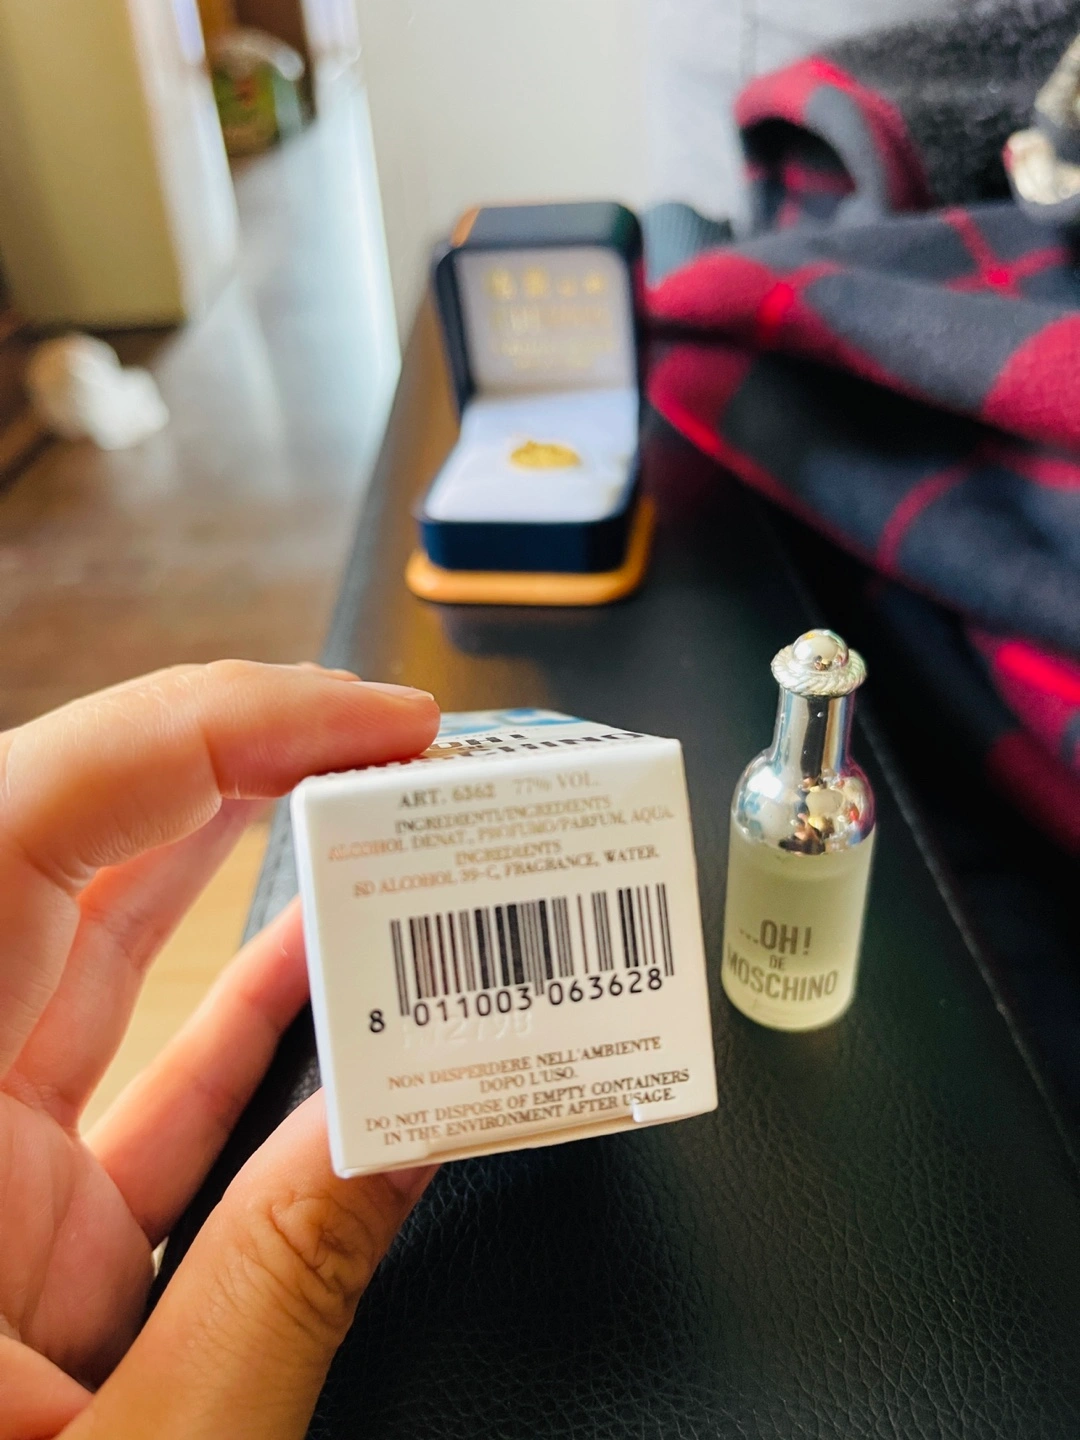 OH!
MOSCHINO
ART. 6362 77% VOL.
INGREDIENTI/INGREDIENTS
ALCOHOL DENAT., PROFUMO/PARFUM, AQUA.
INGREDIENTS
SD ALCOHOL 39-C, FRAGRANCE, WATER.
8 011003 063628
NON DISPERDERE NELL'AMBIENTE
DOPO L'USO.
DO NOT DISPOSE OF EMPTY CONTAINERS
IN THE ENVIRONMENT AFTER USAGE.
...OH!
DE
MOSCHINO